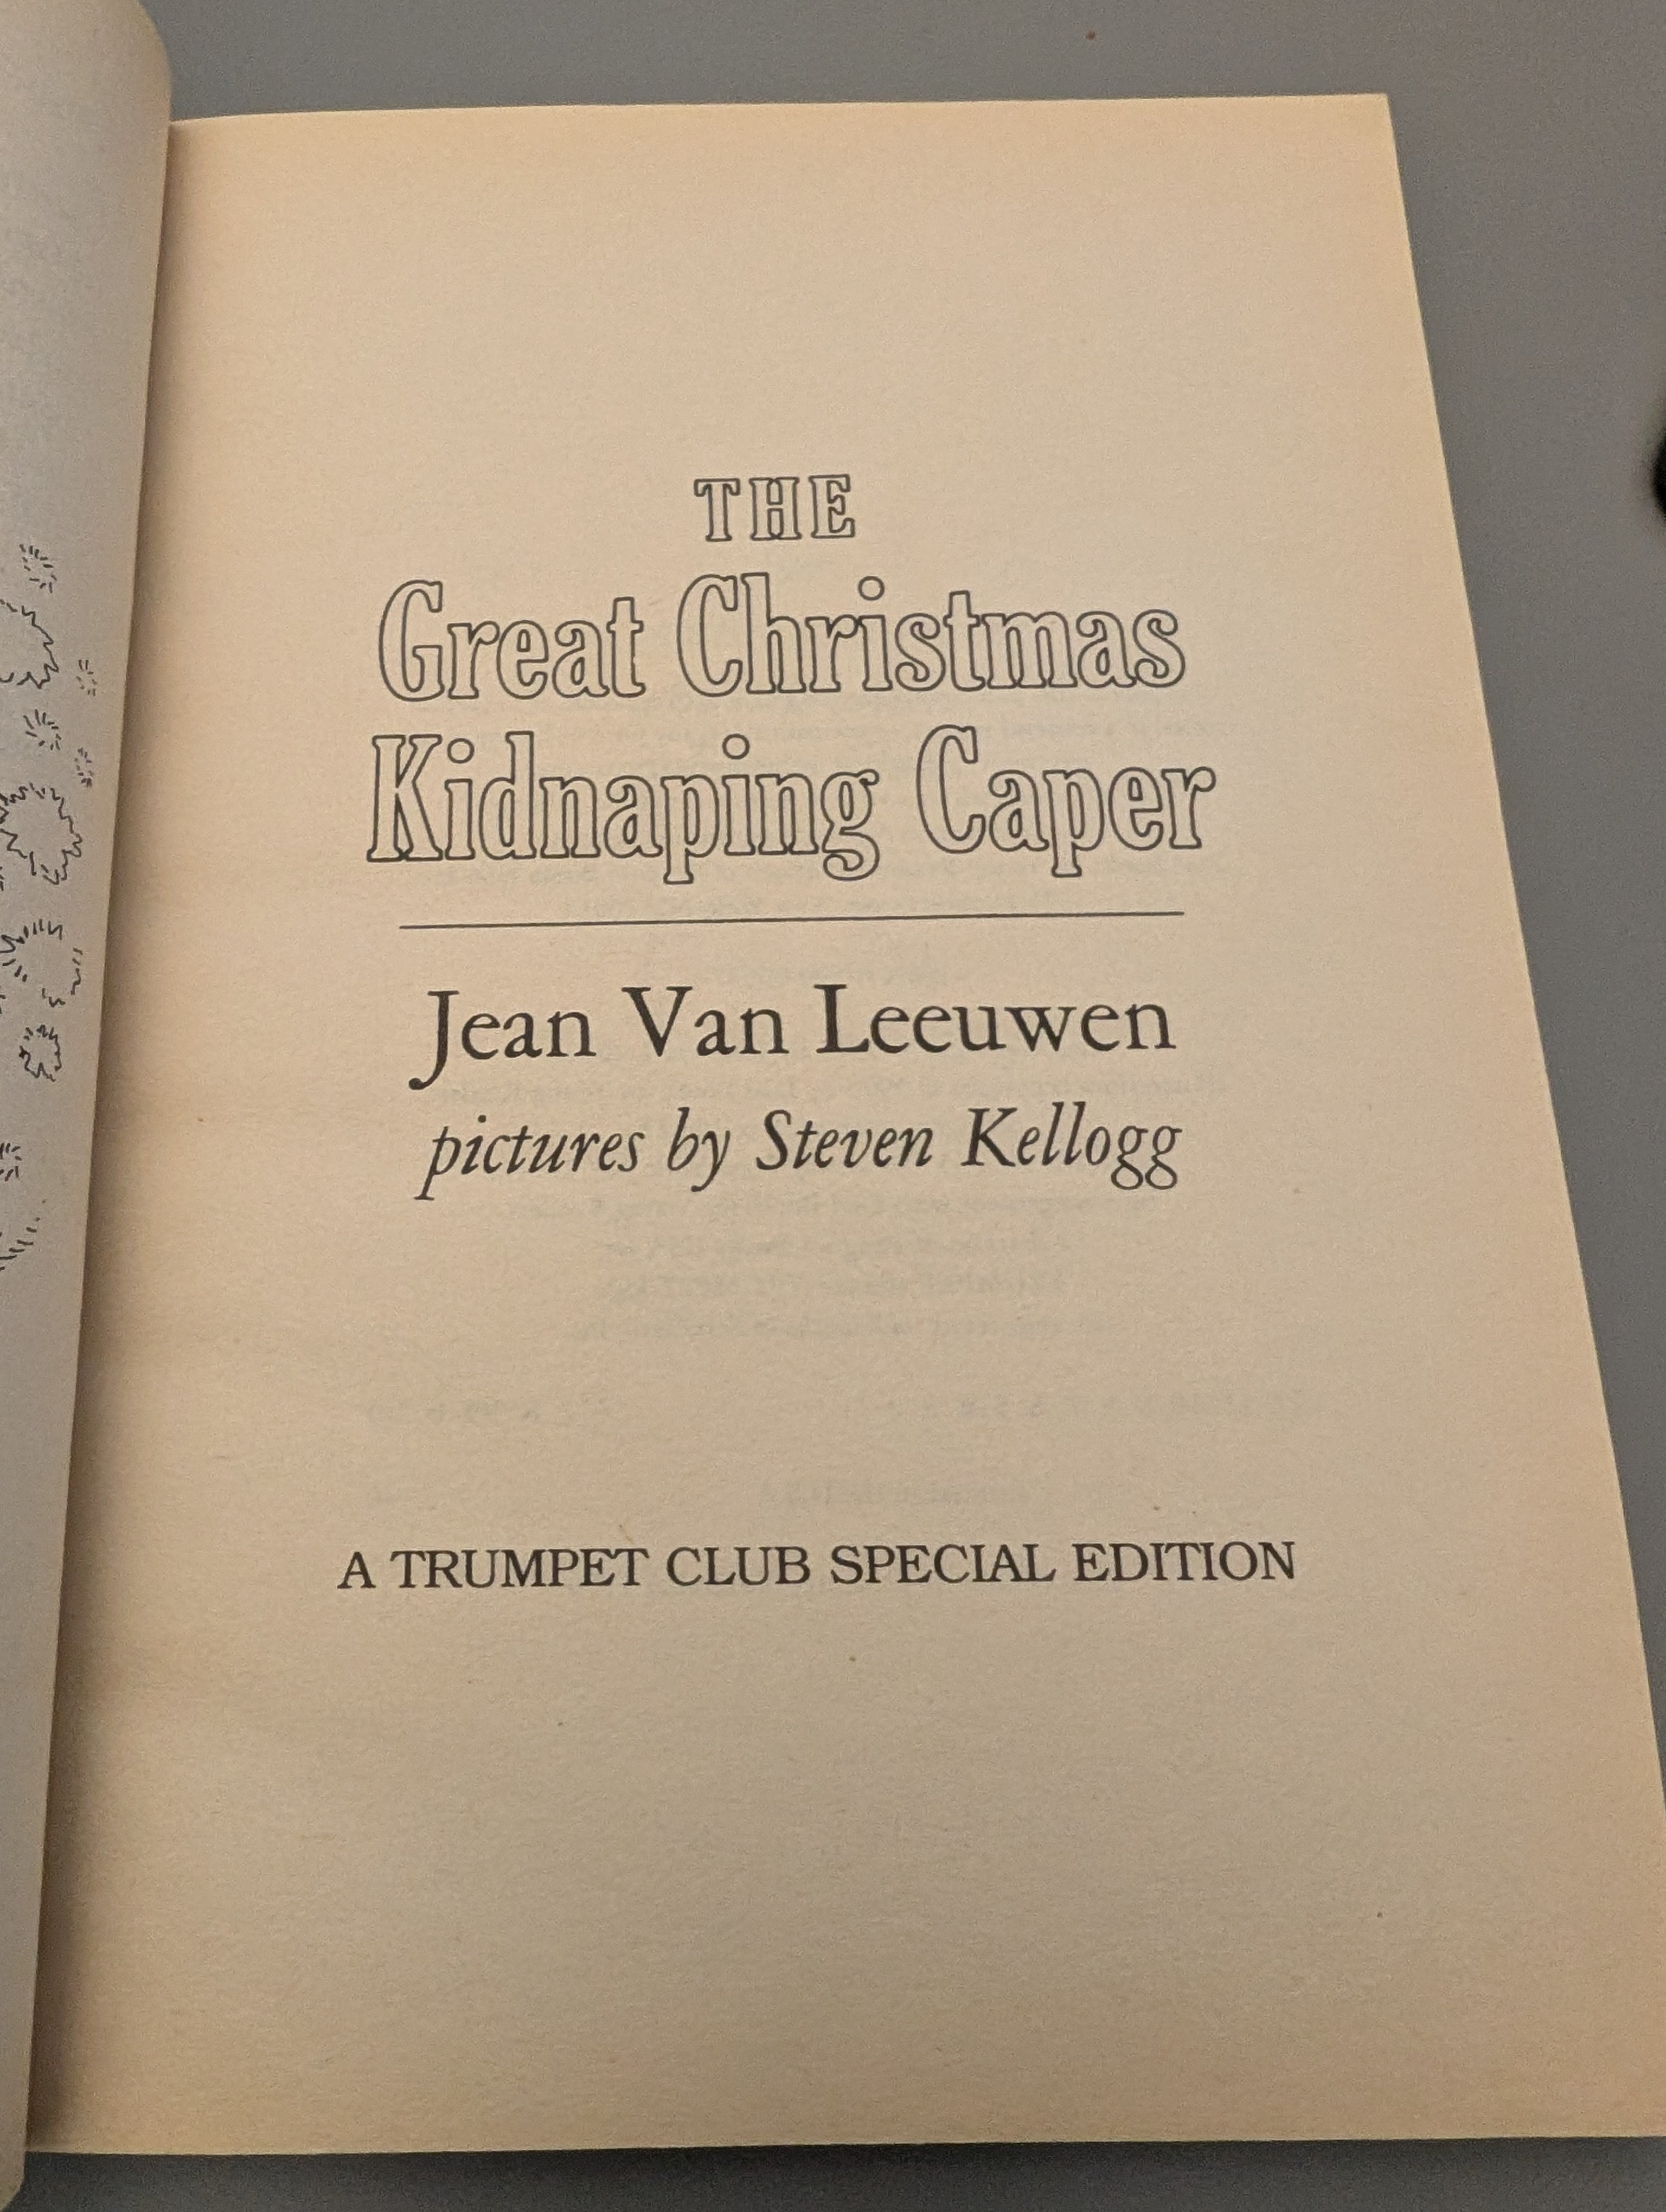 THE
Great Christmas
Kidnaping Caper
Jean Van Leeuwen
pictures by Steven Kellogg
A TRUMPET CLUB SPECIAL EDITION